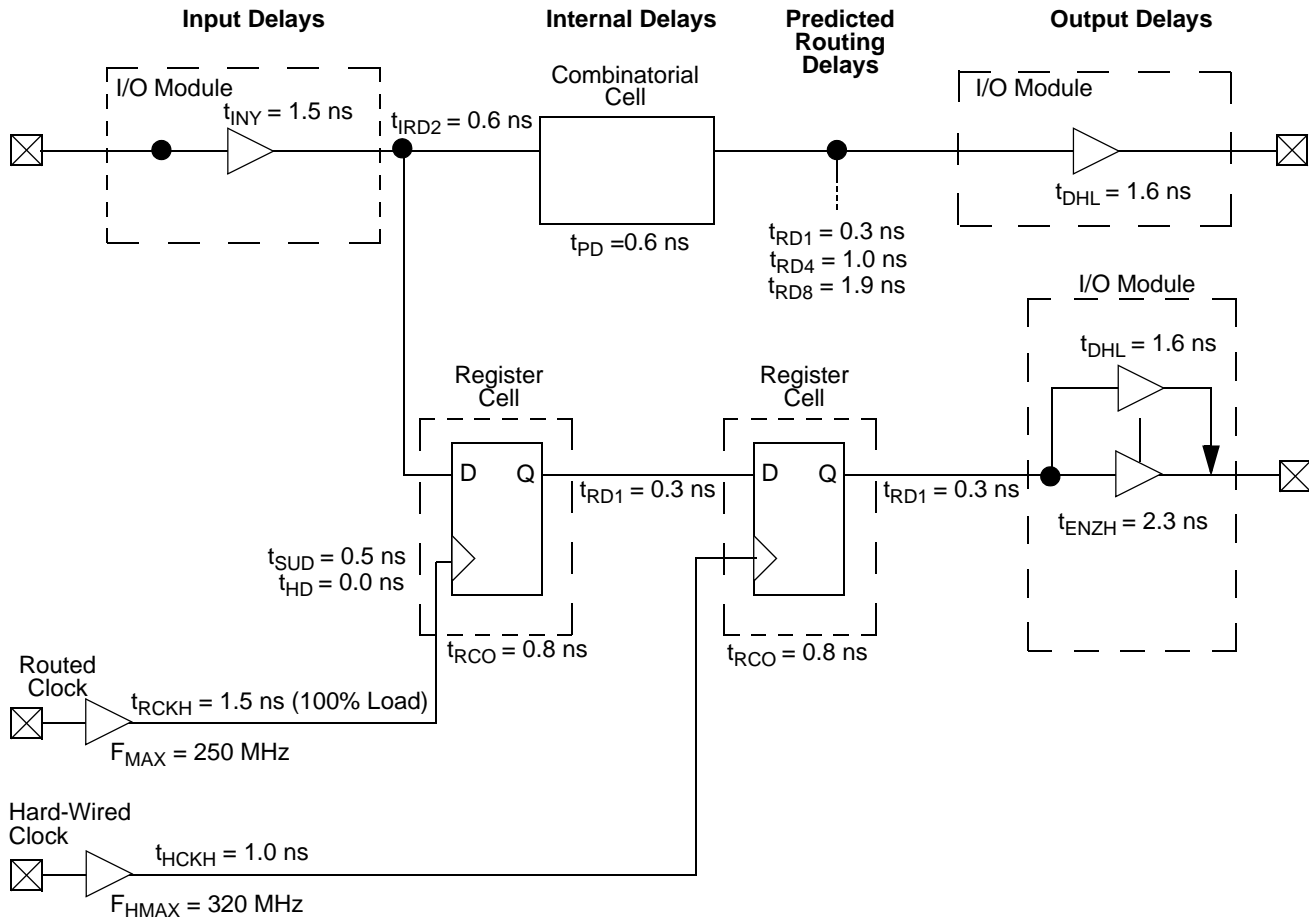 Input Delays
Internal Delays
Predicted
Routing
Delays
Output Delays
I/O Module
tINY = 1.5 ns
tIRD2 = 0.6 ns
Combinatorial
Cell
tPD =0.6 ns
tRD1 = 0.3 ns
tRD4 = 1.0 ns
tRD8 = 1.9 ns
I/O Module
tDHL = 1.6 ns
I/O Module
tDHL = 1.6 ns
tENZH = 2.3 ns
Register
Cell
D Q
tRD1 = 0.3 ns
Register
Cell
D Q
tRD1 = 0.3 ns
tSUD = 0.5 ns
tHD = 0.0 ns
tRCO = 0.8 ns
tRCO = 0.8 ns
Routed
Clock
tRCKH = 1.5 ns (100% Load)
FMAX = 250 MHz
Hard-Wired
Clock
tHCKH = 1.0 ns
FHMAX = 320 MHz